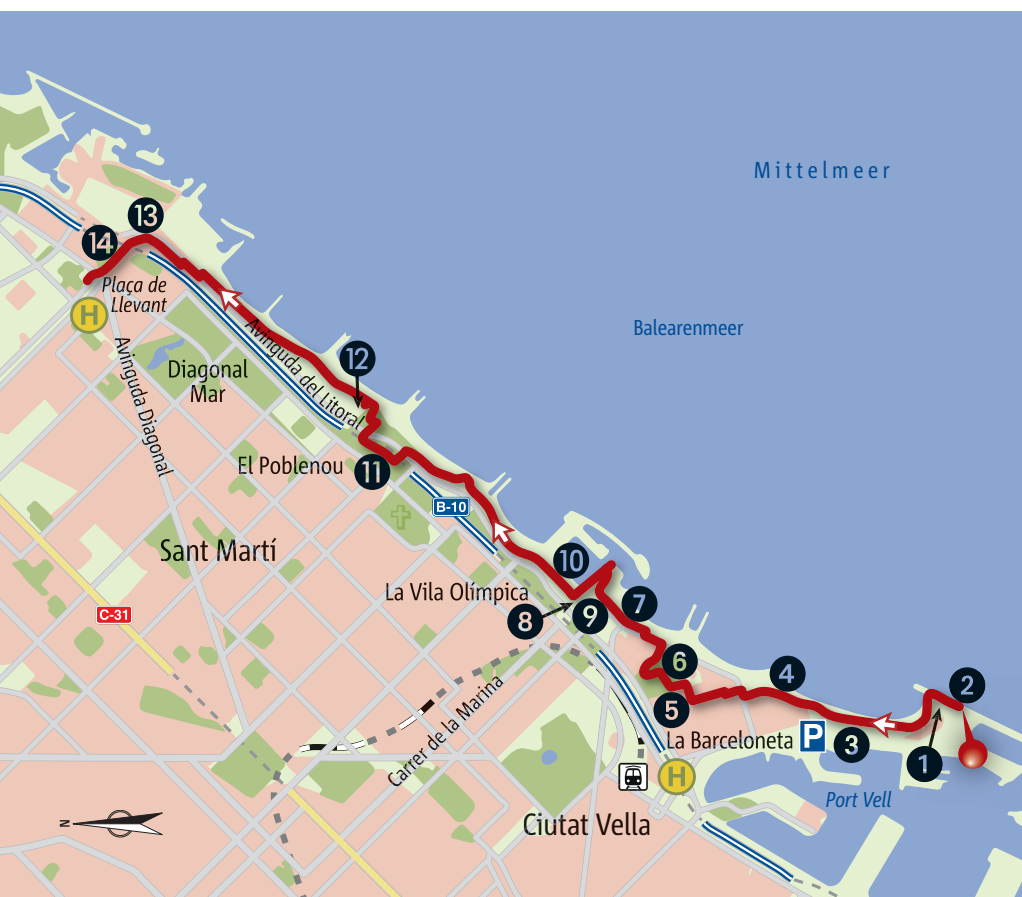 Mittelmeer
Balearenmeer
13
14
Plaça de
Llevant
H
Avinguda Diagonal
Diagonal
Mar
Avinguda del Litoral
12
El Poblenou
11
B-10
Sant Martí
10
La Vila Olímpica
C-31
8
9
7
6
4
2
5
La Barceloneta
P
3
1
Carrer de la Marina
H
Port Vell
Ciutat Vella
N